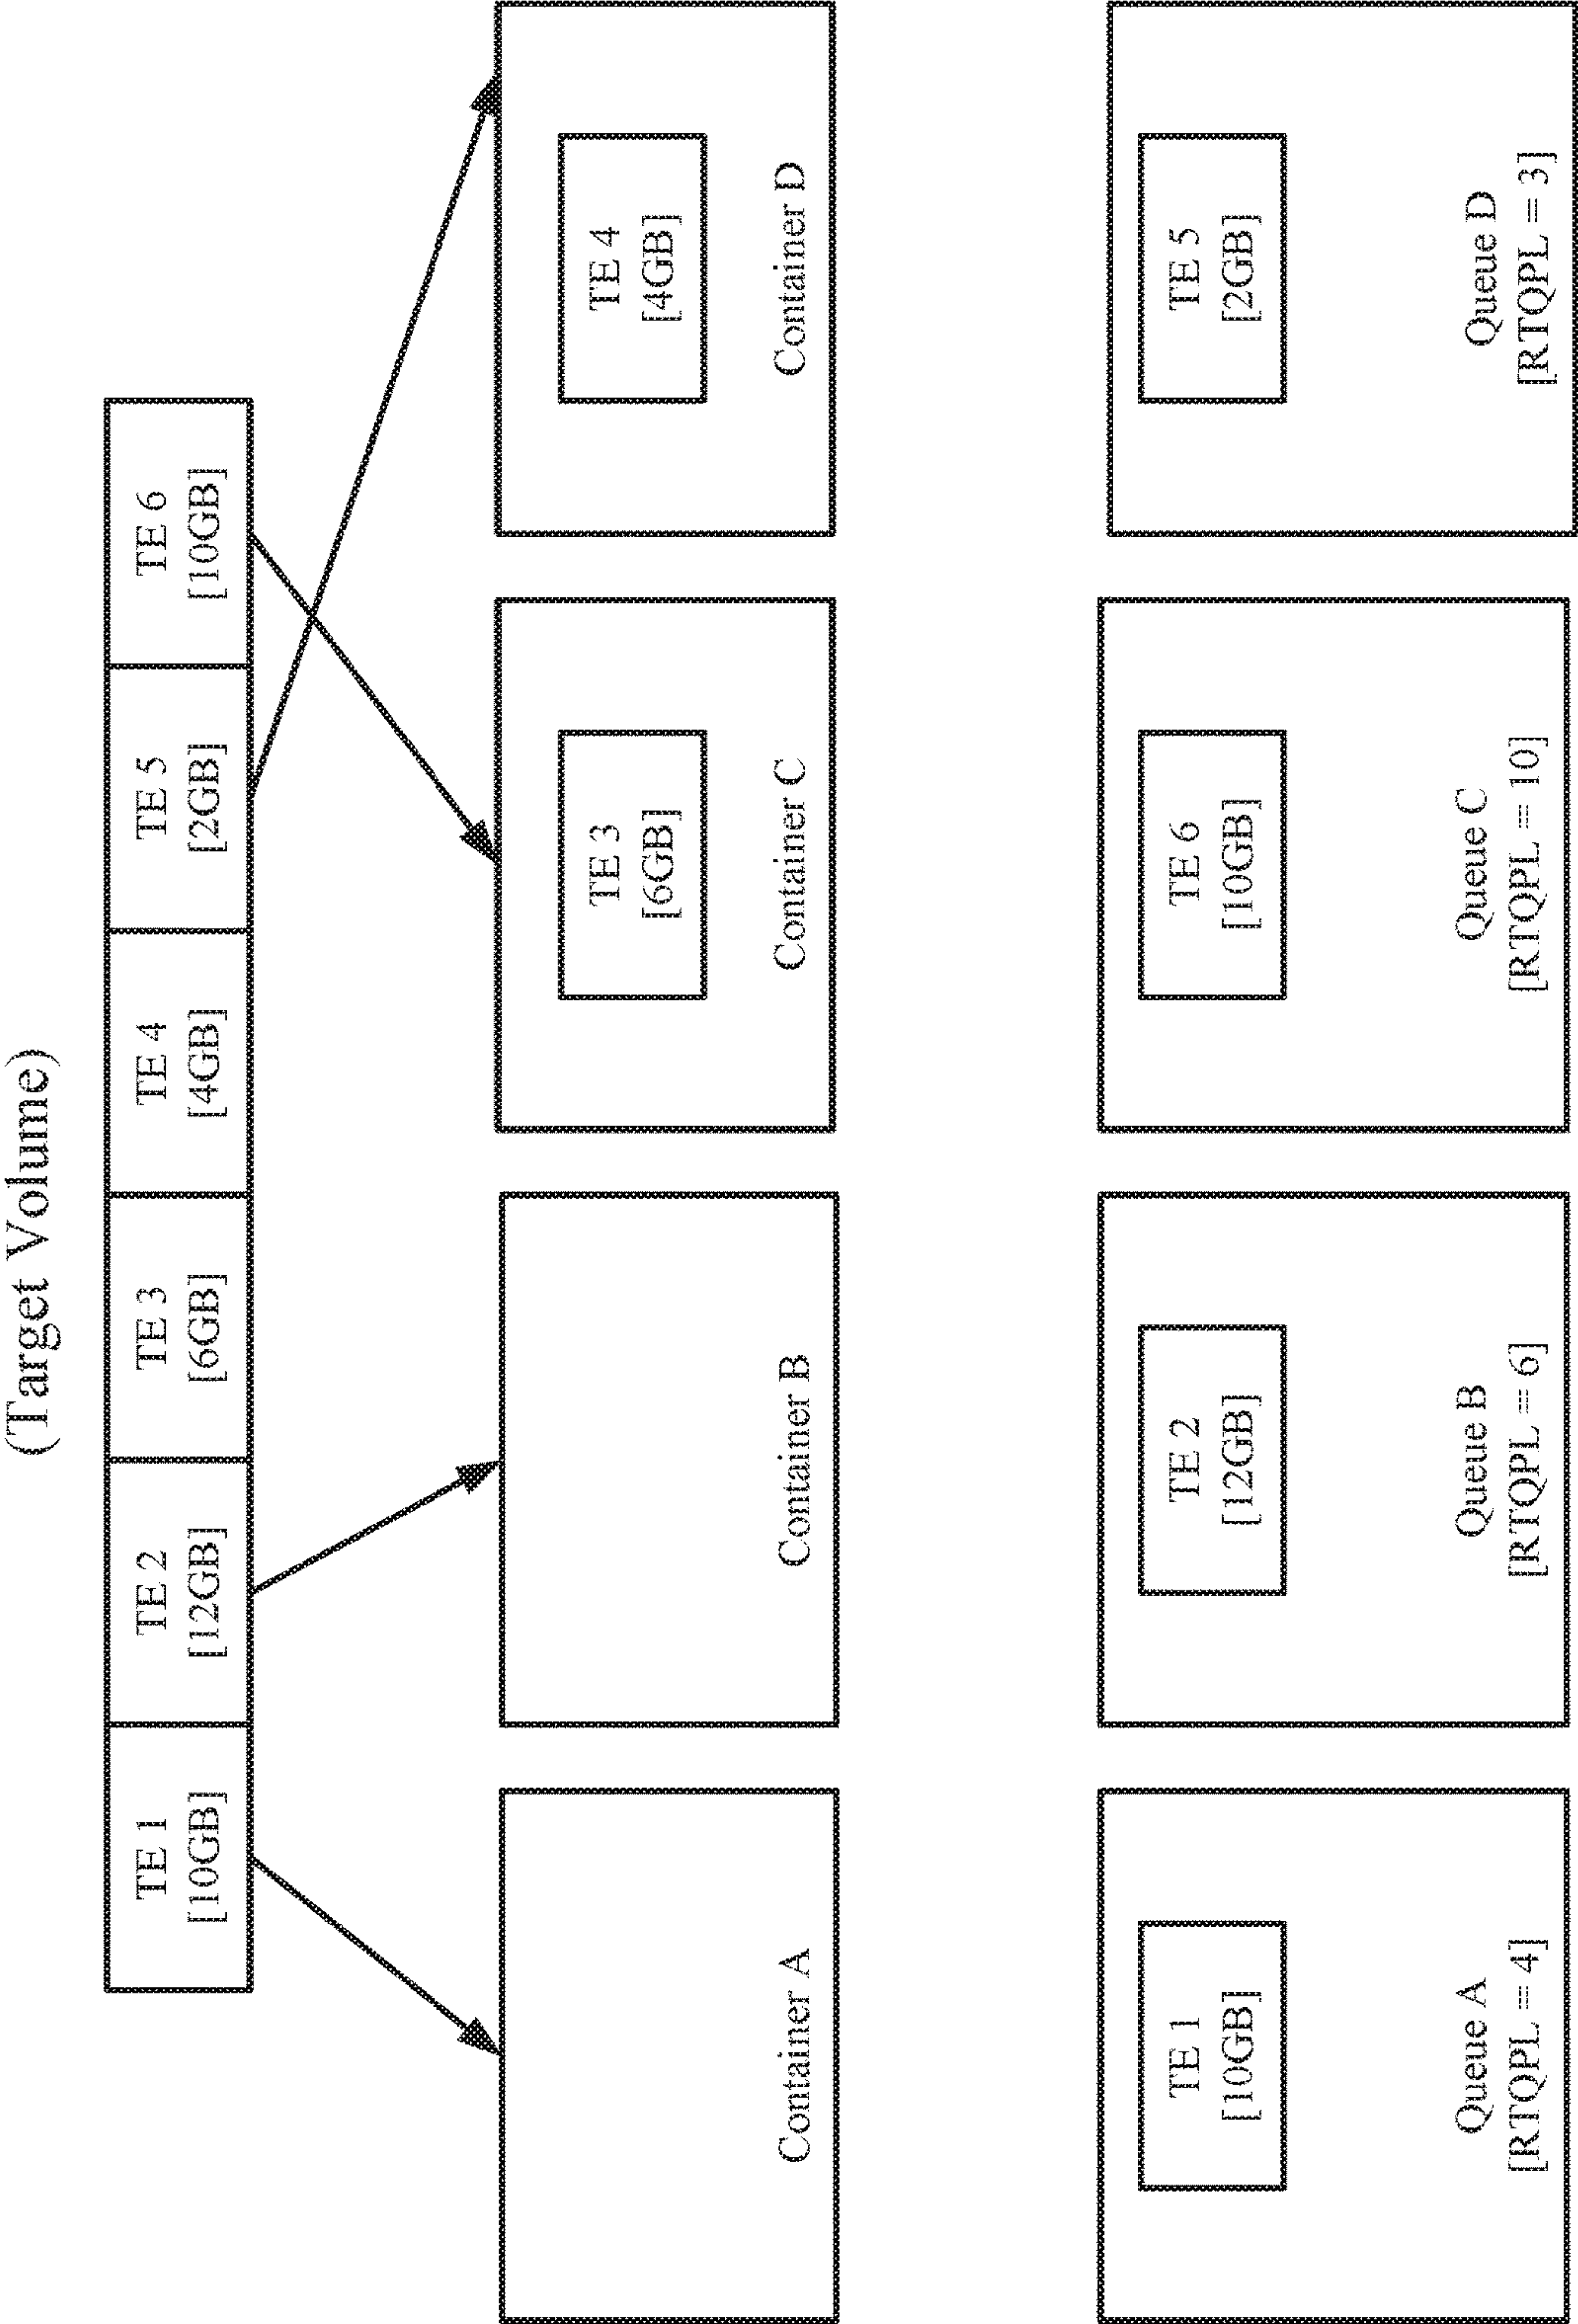 (Target Volume)
TE 1
[10GB]
TE 2
[12GB]
TE 3
[6GB]
TE 4
[4GB]
TE 5
[2GB]
TE 6
[10GB]
Container A
Container B
TE 3
[6GB]
Container C
TE 4
[4GB]
Container D
TE 1
[10GB]
Queue A
[RTQPL = 4]
TE 2
[12GB]
Queue B
[RTQPL = 6]
TE 6
[10GB]
Queue C
[RTQPL = 10]
TE 5
[2GB]
Queue D
[RTQPL = 3]